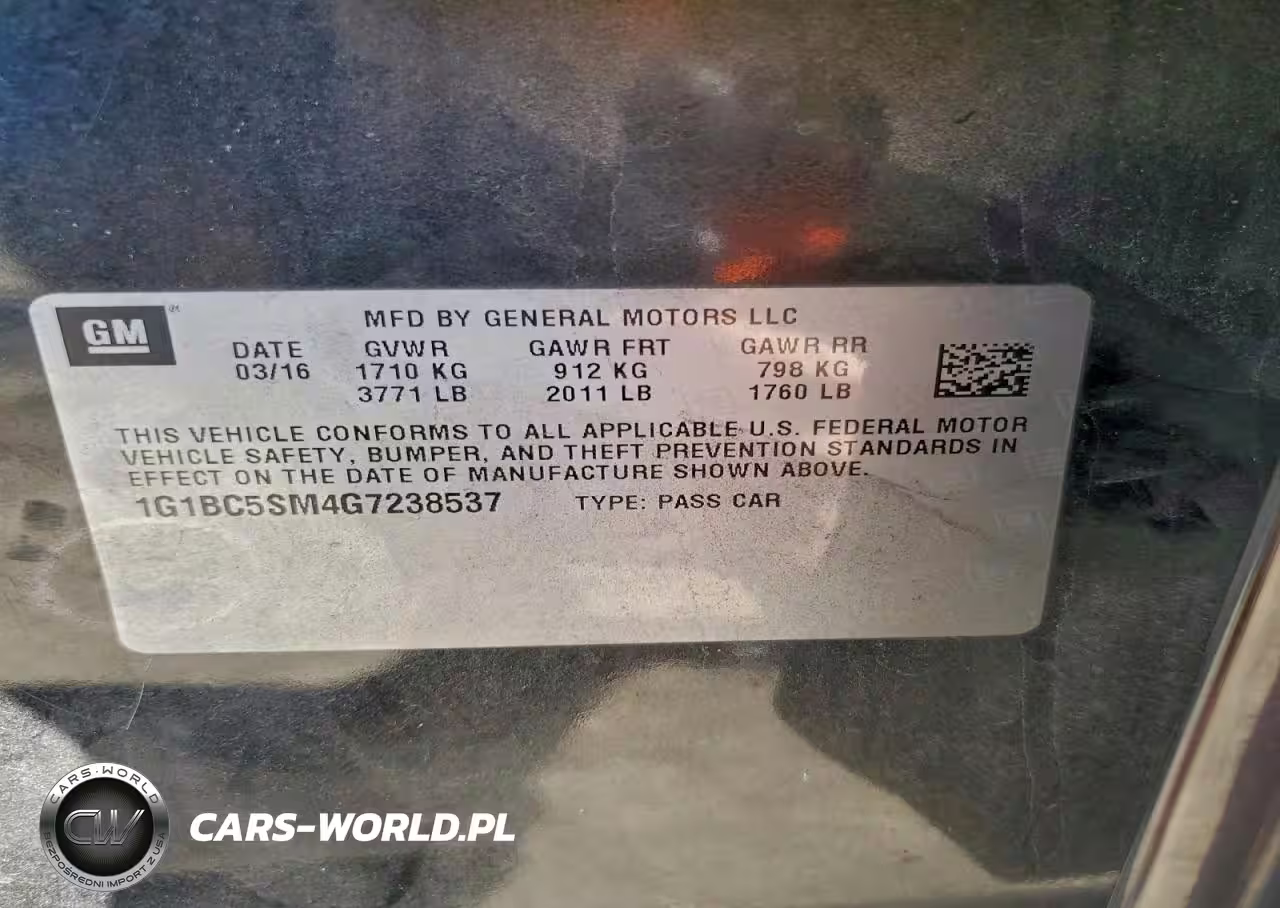 GM
MFD BY GENERAL MOTORS LLC
DATE GVWR GAWR FRT GAWR RR
03/16 1710 KG 912 KG 798 KG
3771 LB 2011 LB 1760 LB
THIS VEHICLE CONFORMS TO ALL APPLICABLE U.S. FEDERAL MOTOR
VEHICLE SAFETY, BUMPER, AND THEFT PREVENTION STANDARDS IN
EFFECT ON THE DATE OF MANUFACTURE SHOWN ABOVE.
1G1BC5SM4G7238537 TYPE: PASS CAR
CARS-WORLD
CW
BEZPOŚREDNI IMPORT Z USA
CARS-WORLD.PL